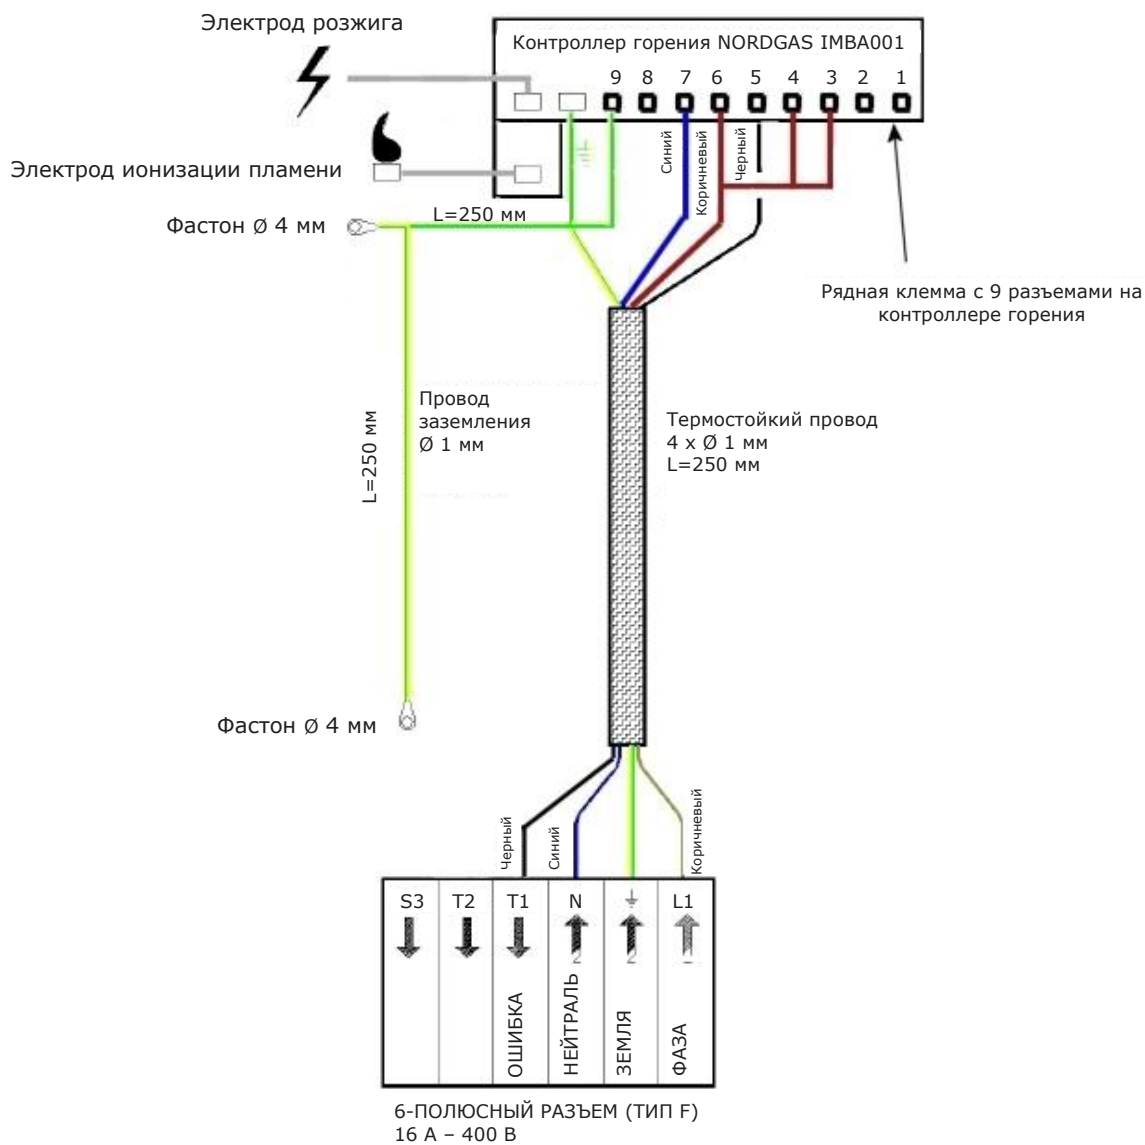 Электрод розжига
Контроллер горения NORDGAS IMBA001
9 8 7 6 5 4 3 2 1
Синий
Коричневый
Черный
Электрод ионизации пламени
L=250 мм
Фастон Ø 4 мм
Рядная клемма с 9 разъемами на
контроллере горения
Провод
заземления
Ø 1 мм
L=250 мм
Термостойкий провод
4 х Ø 1 мм
L=250 мм
Фастон Ø 4 мм
Черный
Синий
Коричневый
S3 T2 T1 N L1
ОШИБКА
НЕЙТРАЛЬ
ЗЕМЛЯ
ФАЗА
6-ПОЛЮСНЫЙ РАЗЪЕМ (ТИП F)
16 А – 400 В